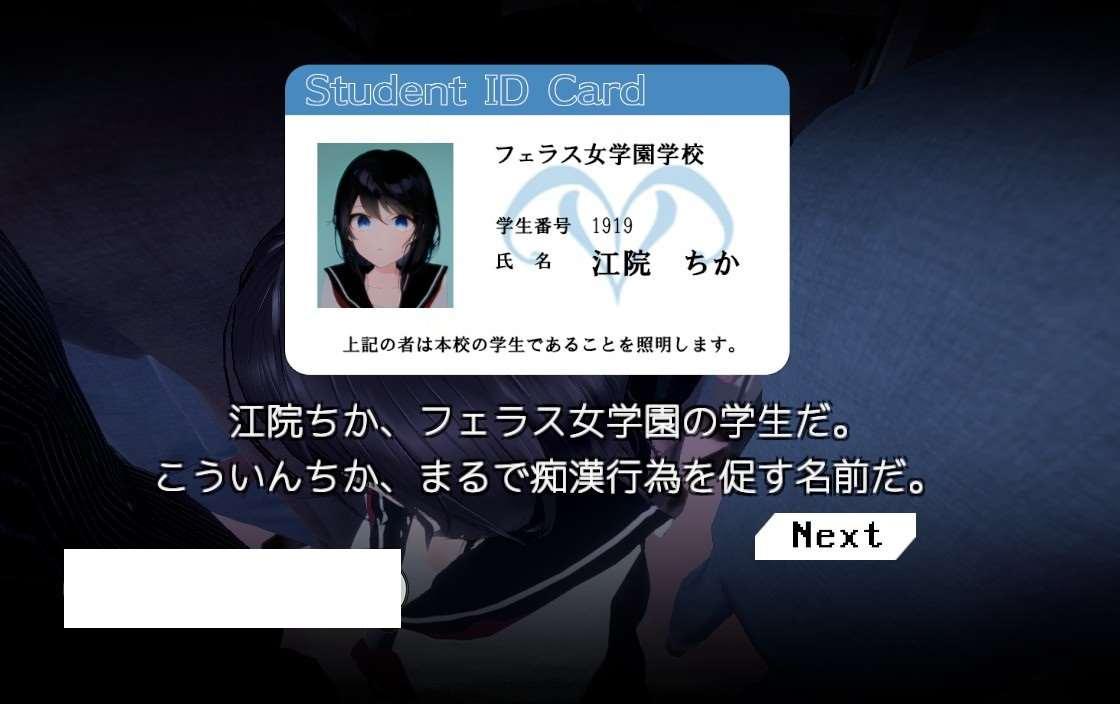 Student ID Card
フェラス女学園学校
学生番号 1919
氏 名 江院 ちか
上記の者は本校の学生であることを照明します。
江院ちか、フェラス女学園の学生だ。
こういんちか、まるで痴漢行為を促す名前だ。
Next